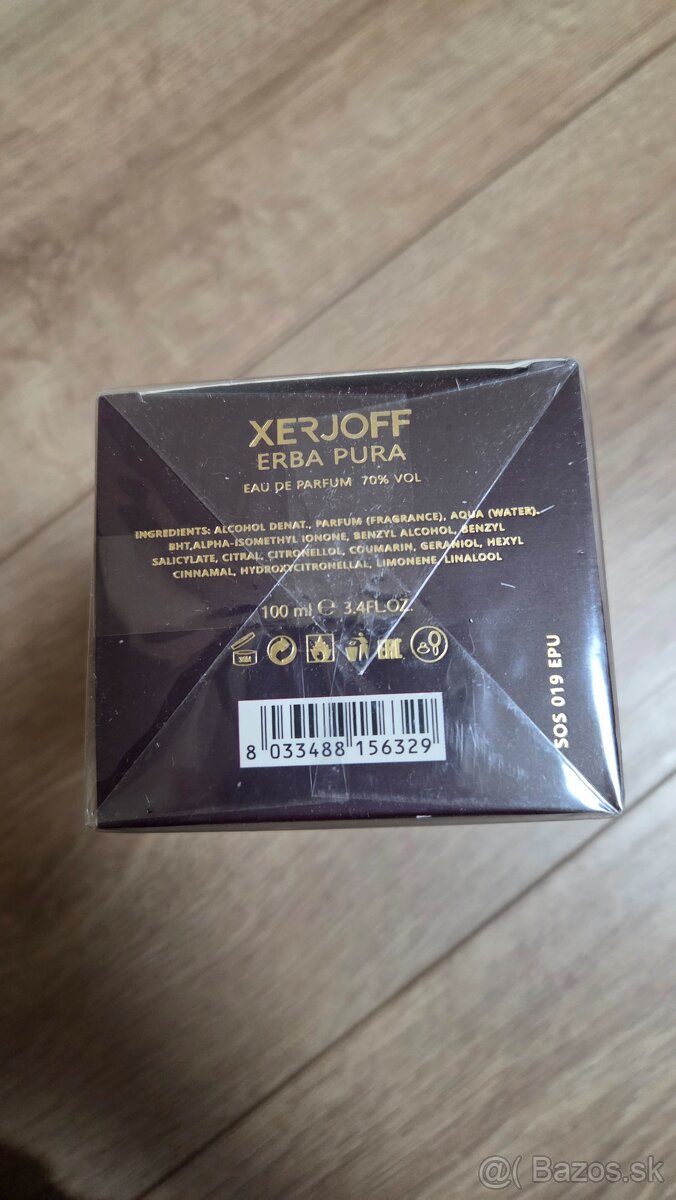 XERJOFF
ERBA PURA
EAU DE PARFUM 70% VOL
INGREDIENTS: ALCOHOL DENAT., PARFUM (FRAGRANCE), AQUA (WATER).
BHT,ALPHA-ISOMETHYL IONONE, BENZYL ALCOHOL, BENZYL
SALICYLATE, CITRAL, CITRONELLOL, COUMARIN, GERANIOL, HEXYL
CINNAMAL, HYDROXYCITRONELLAL, LIMONENE, LINALOOL
100 ml ℮ 3.4FL.OZ.
36M
8 033488 156329
SOS 019 EPU
@( Bazos.sk